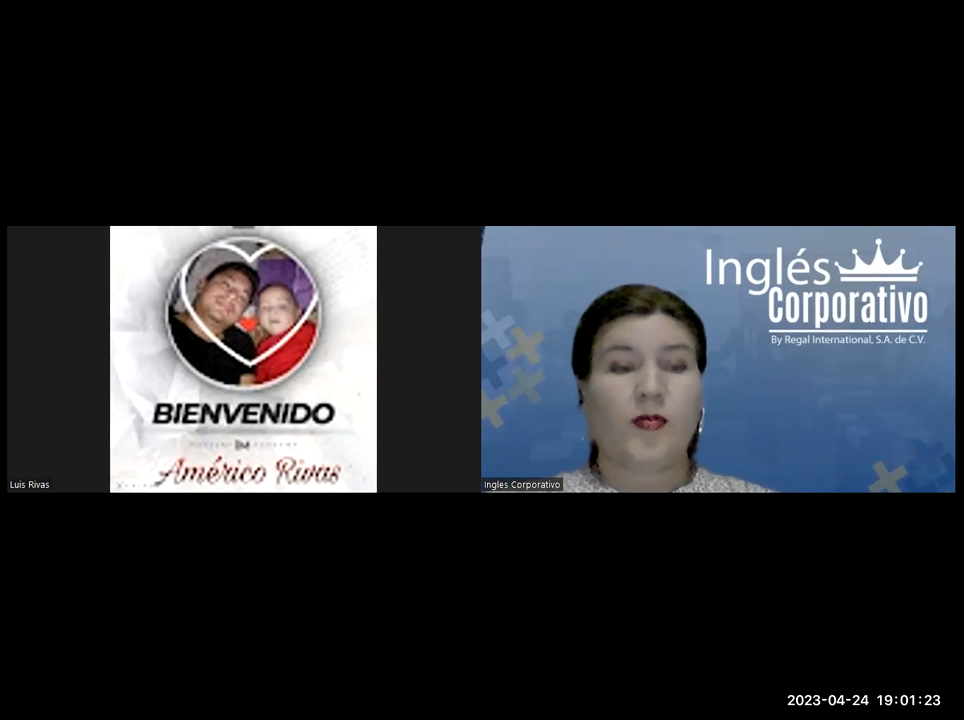 BIENVENIDO
Américo Rivas
Luis Rivas
Inglés
Corporativo
By Regal International, S.A. de C.V.
Ingles Corporativo
2023-04-24 19:01:23